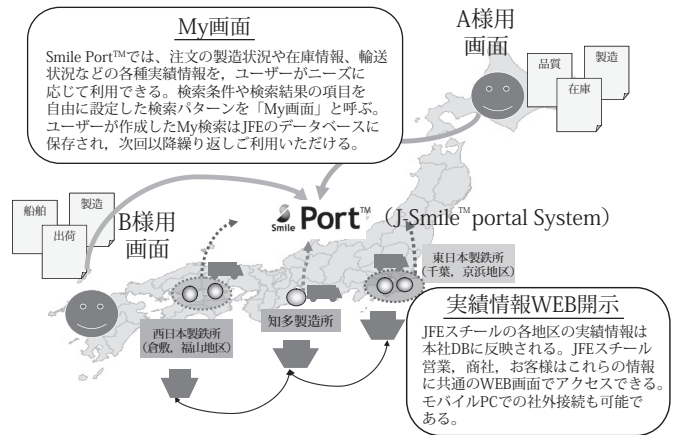 My画面
Smile Port™では、注文の製造状況や在庫情報、輸送
状況などの各種実績情報を，ユーザーがニーズに
応じて利用できる。検索条件や検索結果の項目を
自由に設定した検索パターンを「My画面」と呼ぶ。
ユーザーが作成したMy検索はJFEのデータベースに
保存され，次回以降繰り返しご利用いただける。
A様用
画面
品質
製造
在庫
船舶
製造
出荷
B様用
画面
Smile Port™（J-Smile™portal System）
東日本製鉄所
（千葉，京浜地区）
西日本製鉄所
（倉敷，福山地区）
知多製造所
実績情報WEB開示
JFEスチールの各地区の実績情報は
本社DBに反映される。JFEスチール
営業，商社，お客様はこれらの情報
に共通のWEB画面でアクセスできる。
モバイルPCでの社外接続も可能で
ある。